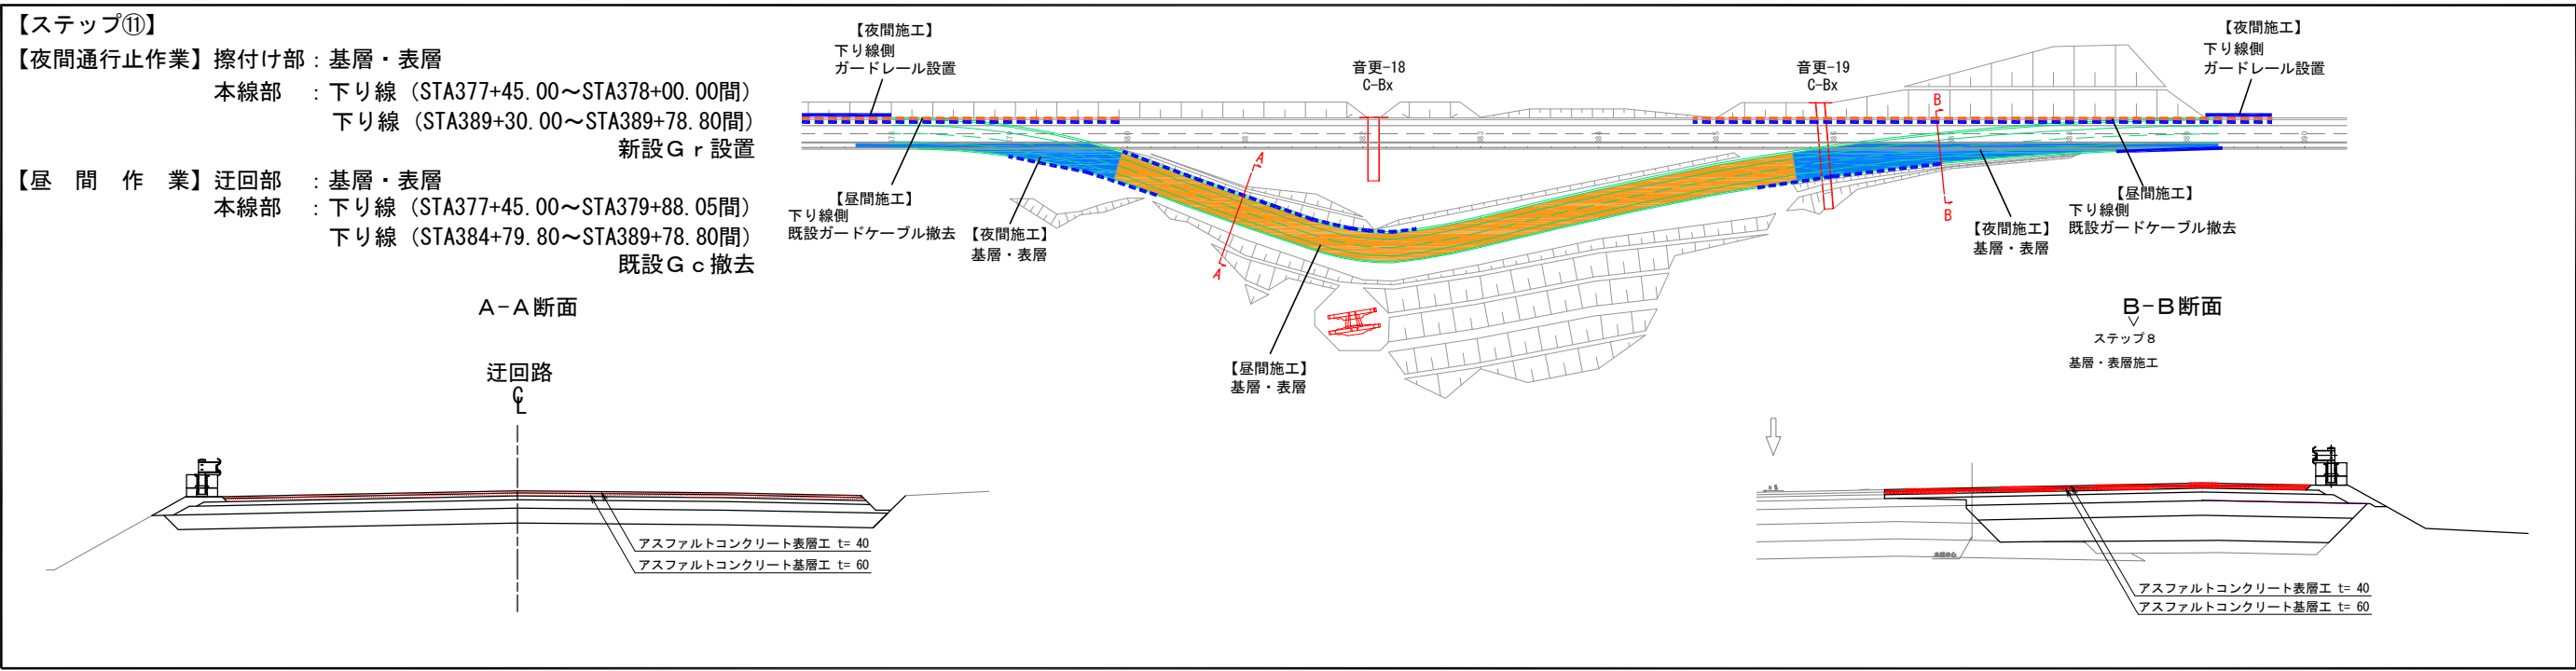 【ステップ⑪】
【夜間通行止作業】擦付け部：基層・表層
本線部　：下り線（STA377+45.00～STA378+00.00間）
下り線（STA389+30.00～STA389+78.80間）
新設Ｇｒ設置
【昼　間　作　業】迂回部　：基層・表層
本線部　：下り線（STA377+45.00～STA379+88.05間）
下り線（STA384+79.80～STA389+78.80間）
既設Ｇｃ撤去
【夜間施工】
下り線側
ガードレール設置
音更-18
C-Bx
音更-19
C-Bx
【夜間施工】
下り線側
ガードレール設置
378
379
380
381
382
383
384
385
386
388
389
390
A
A
B
B
【昼間施工】
下り線側
既設ガードケーブル撤去
【夜間施工】
基層・表層
【昼間施工】
基層・表層
【夜間施工】
基層・表層
【昼間施工】
下り線側
既設ガードケーブル撤去
Ａ-Ａ断面
迂回路
CL
アスファルトコンクリート表層工 t= 40
アスファルトコンクリート基層工 t= 60
Ｂ-Ｂ断面
ステップ８
基層・表層施工
アスファルトコンクリート表層工 t= 40
アスファルトコンクリート基層工 t= 60